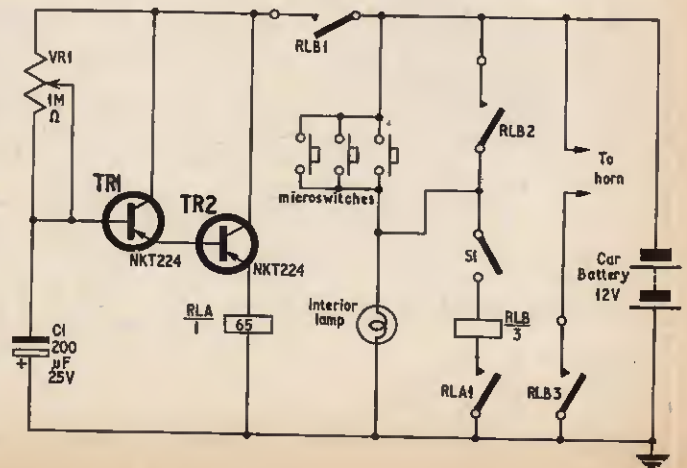 VR1
1M
Ω
TR1
NKT224
TR2
NKT224
C1
200
µF
25V
+
RLA
1
65
RLB1
microswitches
Interior
lamp
RLB2
S1
RLB
3
RLA1
RLB3
To
horn
Car
Battery
12V